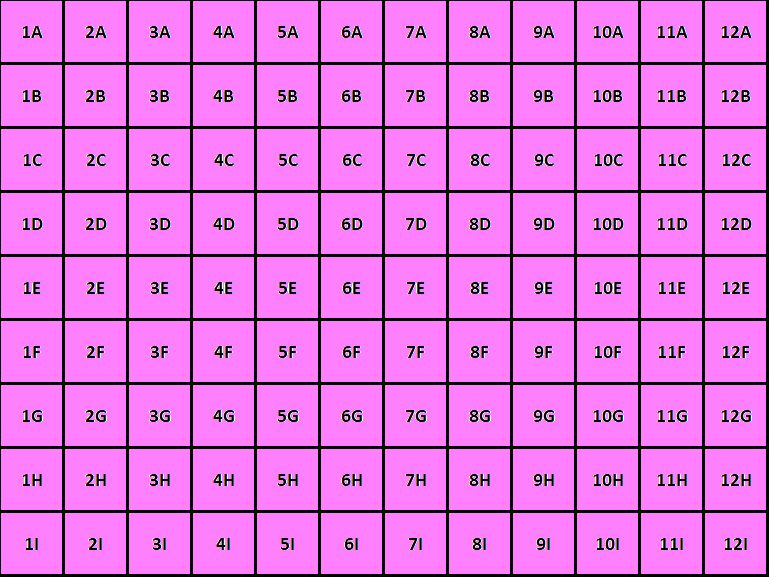 1A 2A 3A 4A 5A 6A 7A 8A 9A 10A 11A 12A
1B 2B 3B 4B 5B 6B 7B 8B 9B 10B 11B 12B
1C 2C 3C 4C 5C 6C 7C 8C 9C 10C 11C 12C
1D 2D 3D 4D 5D 6D 7D 8D 9D 10D 11D 12D
1E 2E 3E 4E 5E 6E 7E 8E 9E 10E 11E 12E
1F 2F 3F 4F 5F 6F 7F 8F 9F 10F 11F 12F
1G 2G 3G 4G 5G 6G 7G 8G 9G 10G 11G 12G
1H 2H 3H 4H 5H 6H 7H 8H 9H 10H 11H 12H
1I 2I 3I 4I 5I 6I 7I 8I 9I 10I 11I 12I